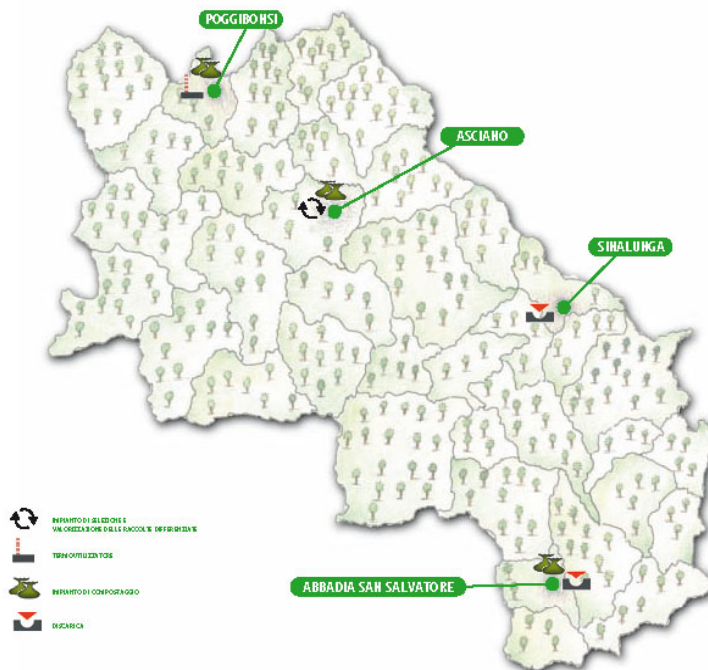 POGGIBONSI
ASCIANO
SINALUNGA
IMPIANTO DI SELEZIONE E
VALORIZZAZIONE DELLE RACCOLTE DIFFERENZIATE
TERMOUTILIZZATORE
IMPIANTO DI COMPOSTAGGIO
ABBADIA SAN SALVATORE
DISCARICA